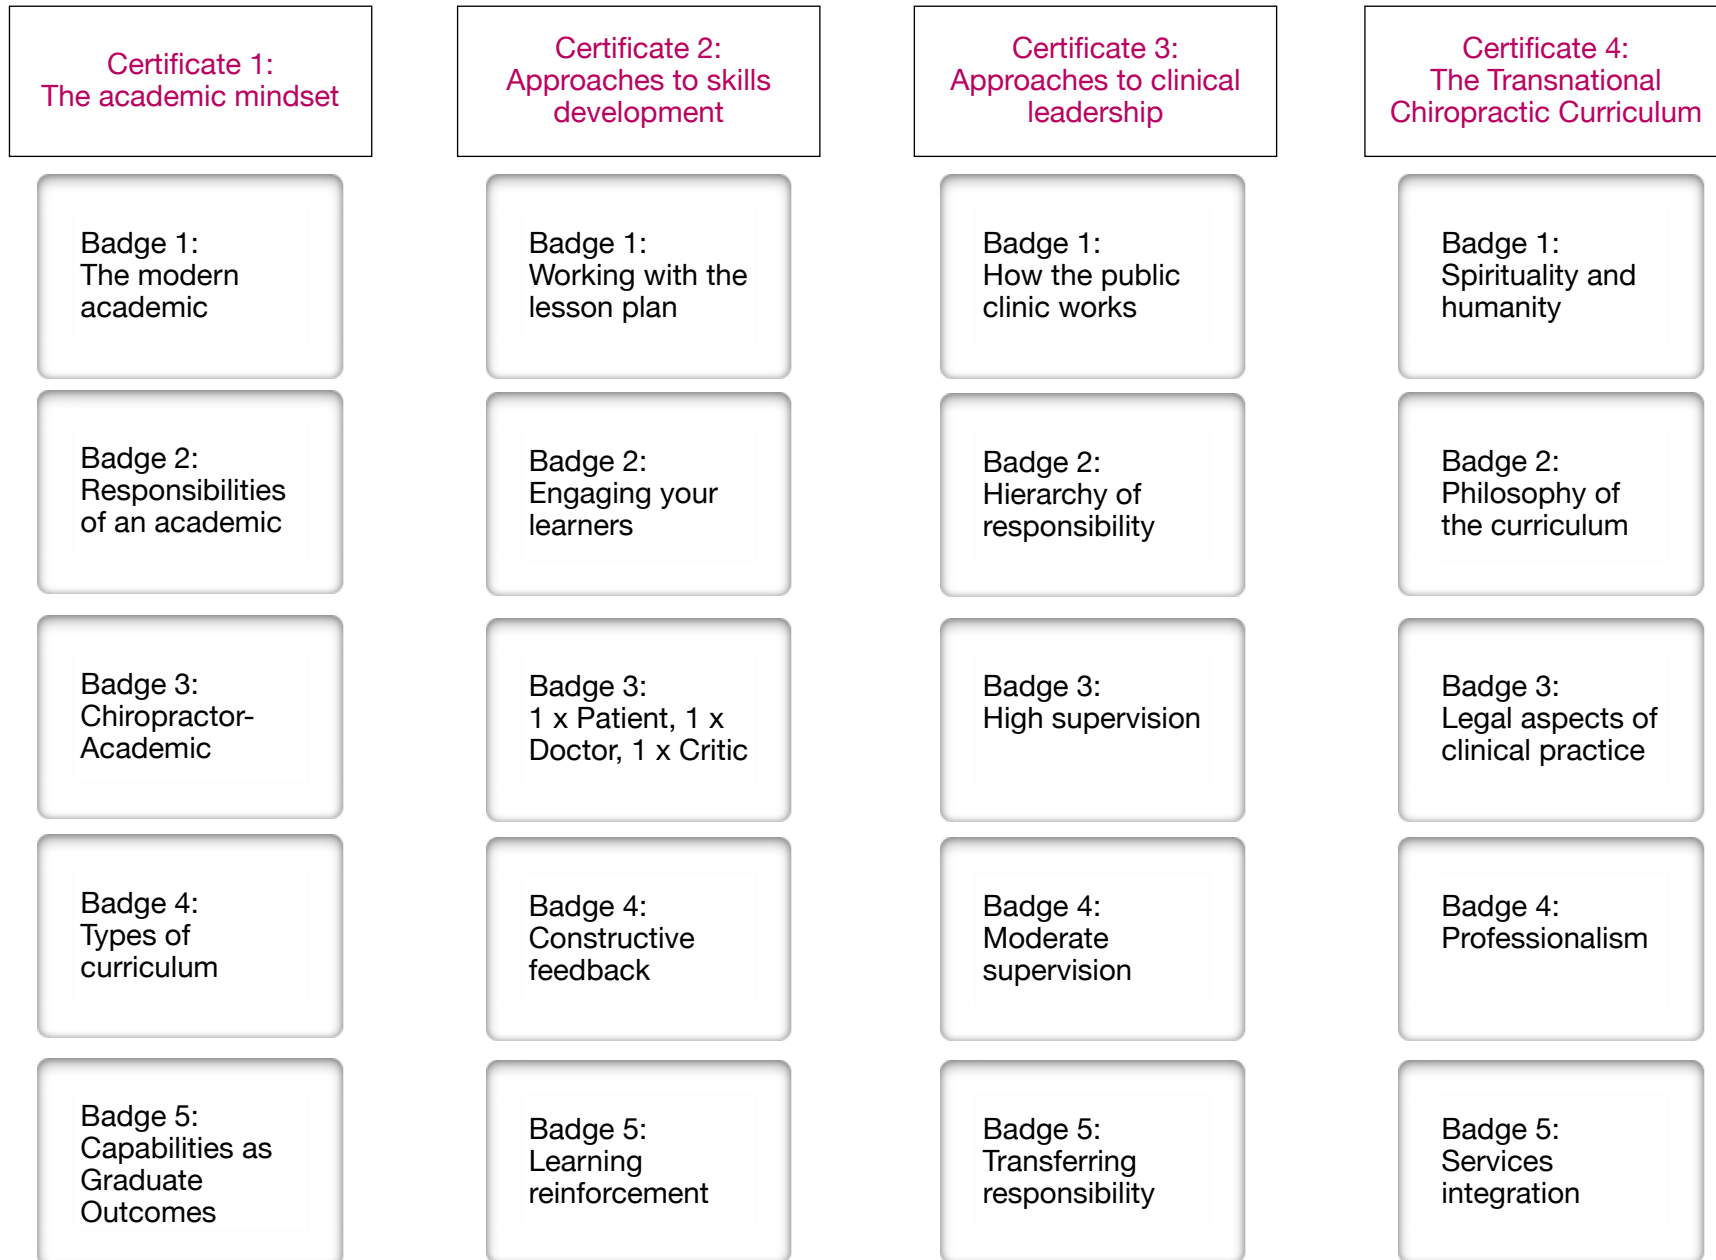 Certificate 1:
The academic mindset
Badge 1:
The modern
academic
Badge 2:
Responsibilities
of an academic
Badge 3:
Chiropractor-
Academic
Badge 4:
Types of
curriculum
Badge 5:
Capabilities as
Graduate
Outcomes
Certificate 2:
Approaches to skills
development
Badge 1:
Working with the
lesson plan
Badge 2:
Engaging your
learners
Badge 3:
1 x Patient, 1 x
Doctor, 1 x Critic
Badge 4:
Constructive
feedback
Badge 5:
Learning
reinforcement
Certificate 3:
Approaches to clinical
leadership
Badge 1:
How the public
clinic works
Badge 2:
Hierarchy of
responsibility
Badge 3:
High supervision
Badge 4:
Moderate
supervision
Badge 5:
Transferring
responsibility
Certificate 4:
The Transnational
Chiropractic Curriculum
Badge 1:
Spirituality and
humanity
Badge 2:
Philosophy of
the curriculum
Badge 3:
Legal aspects of
clinical practice
Badge 4:
Professionalism
Badge 5:
Services
integration